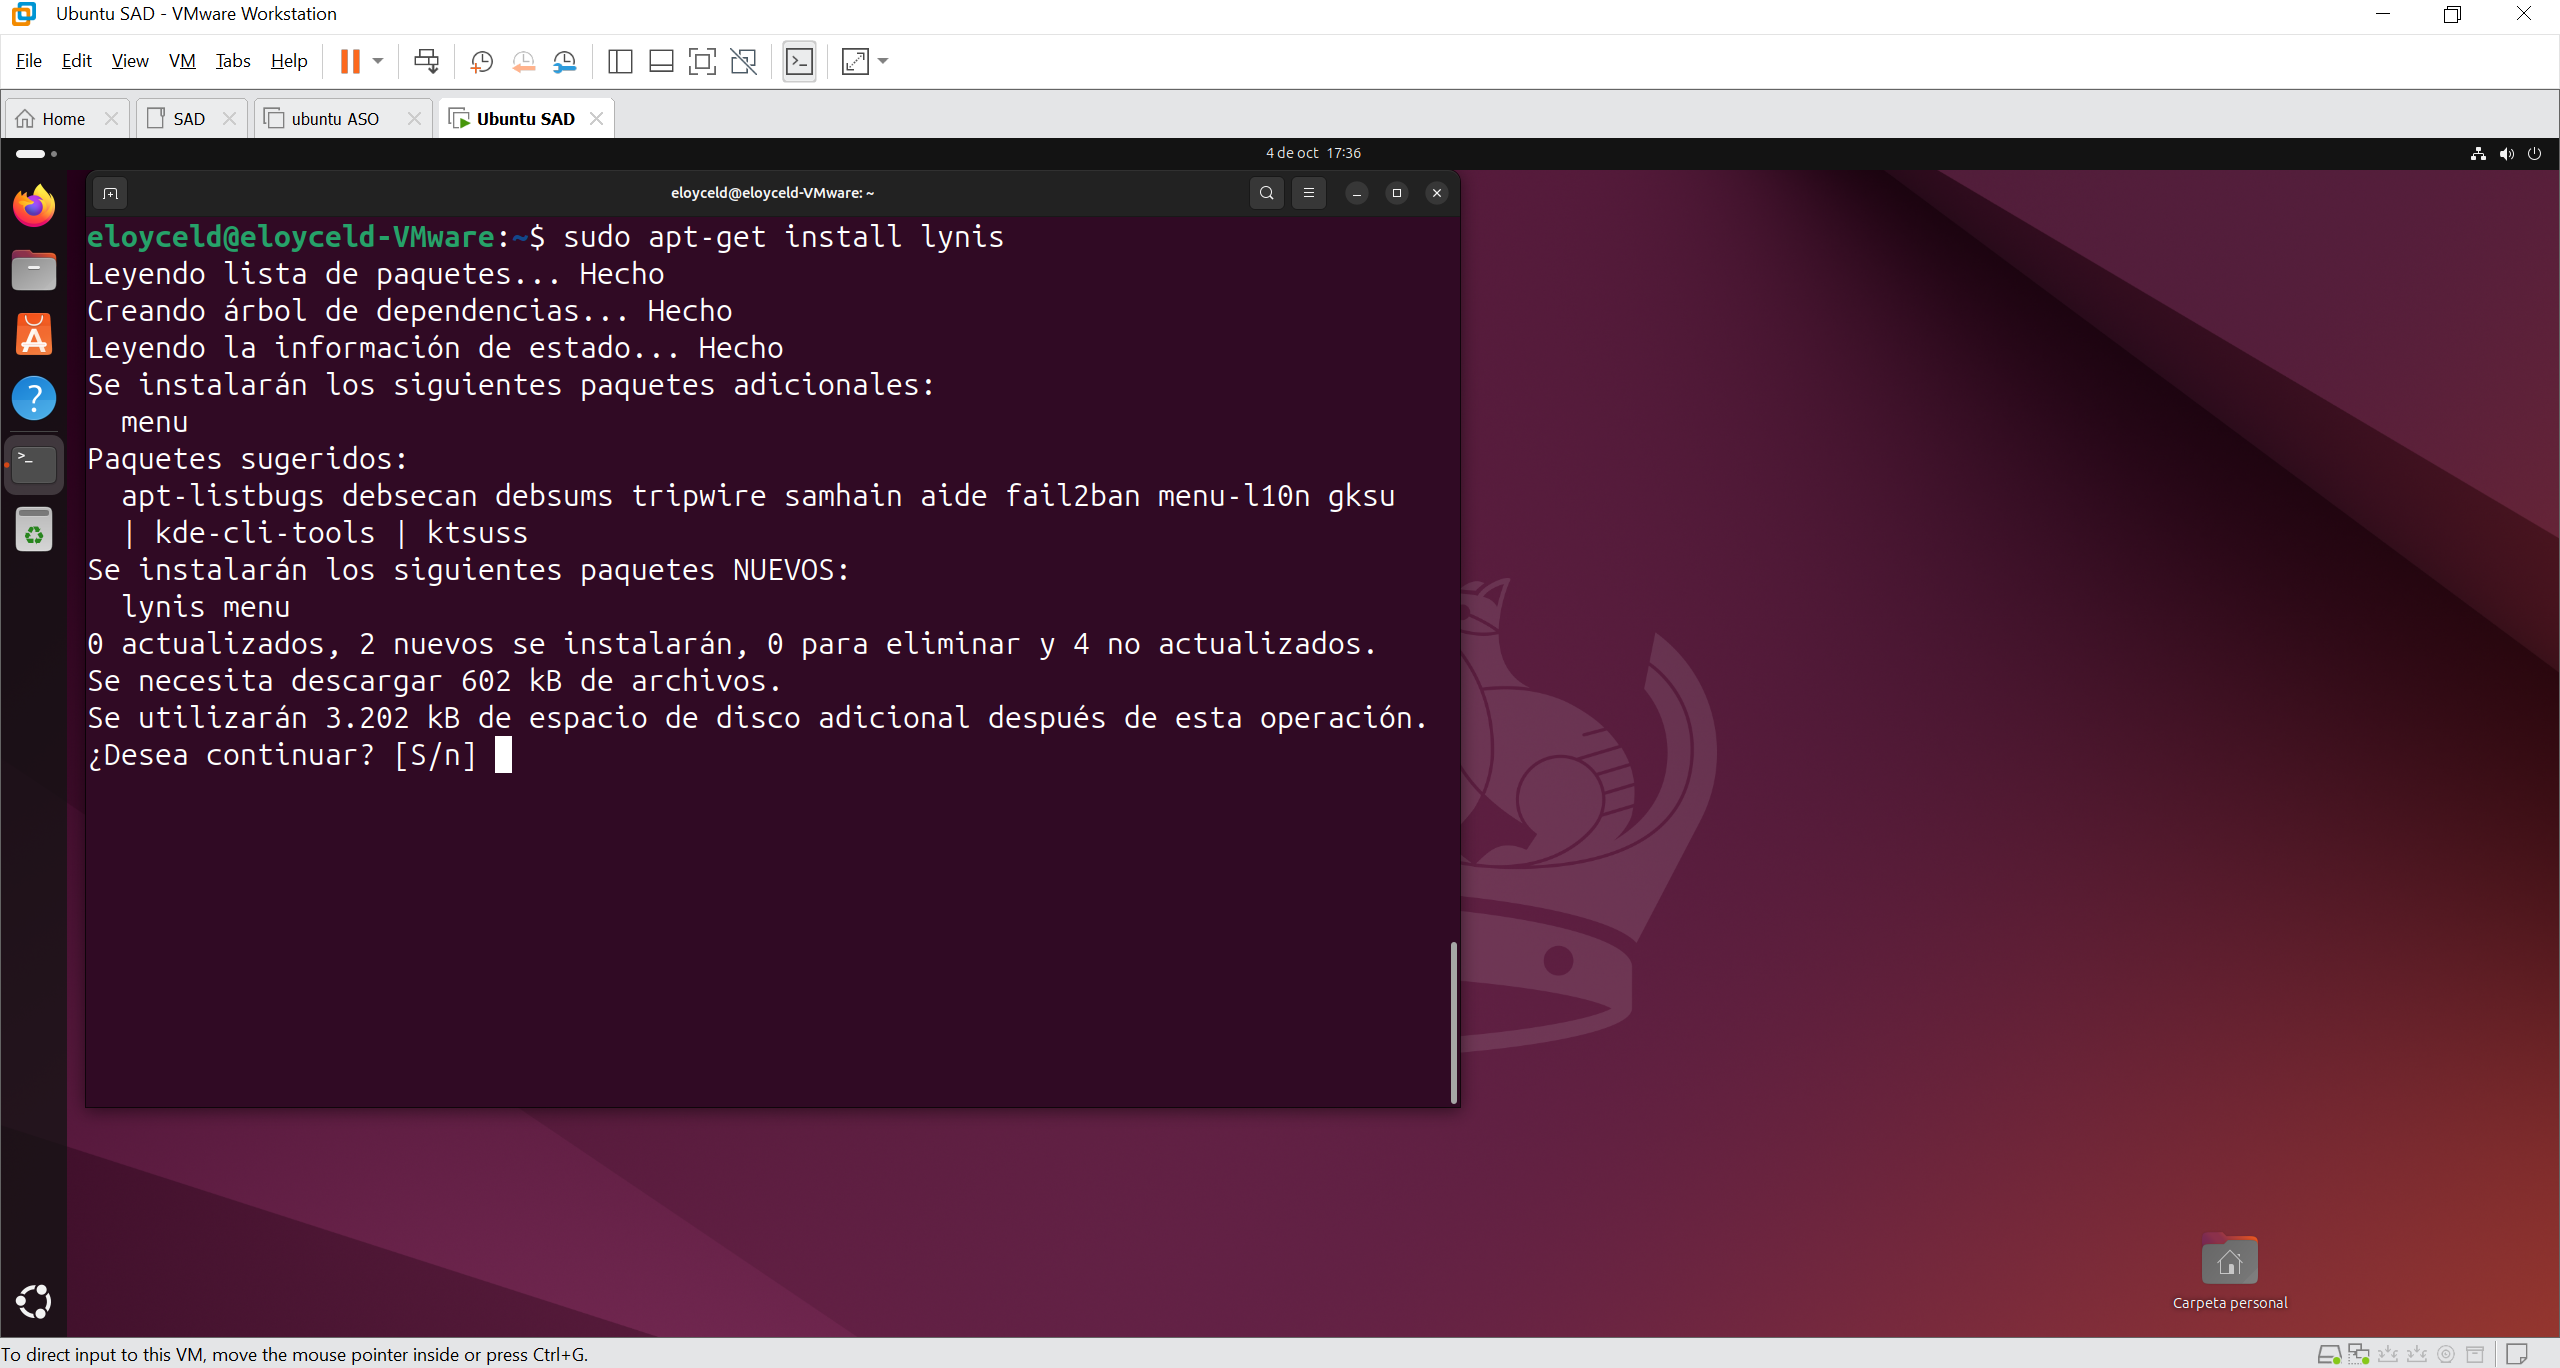 Ubuntu SAD - VMware Workstation
File Edit View VM Tabs Help
Home SAD ubuntu ASO Ubuntu SAD
4 de oct 17:36
eloyceld@eloyceld-VMware: ~
eloyceld@eloyceld-VMware:~$ sudo apt-get install lynis
Leyendo lista de paquetes... Hecho
Creando árbol de dependencias... Hecho
Leyendo la información de estado... Hecho
Se instalarán los siguientes paquetes adicionales:
  menu
Paquetes sugeridos:
  apt-listbugs debsecan debsums tripwire samhain aide fail2ban menu-l10n gksu
  | kde-cli-tools | ktsuss
Se instalarán los siguientes paquetes NUEVOS:
  lynis menu
0 actualizados, 2 nuevos se instalarán, 0 para eliminar y 4 no actualizados.
Se necesita descargar 602 kB de archivos.
Se utilizarán 3.202 kB de espacio de disco adicional después de esta operación.
¿Desea continuar? [S/n]
Carpeta personal
To direct input to this VM, move the mouse pointer inside or press Ctrl+G.